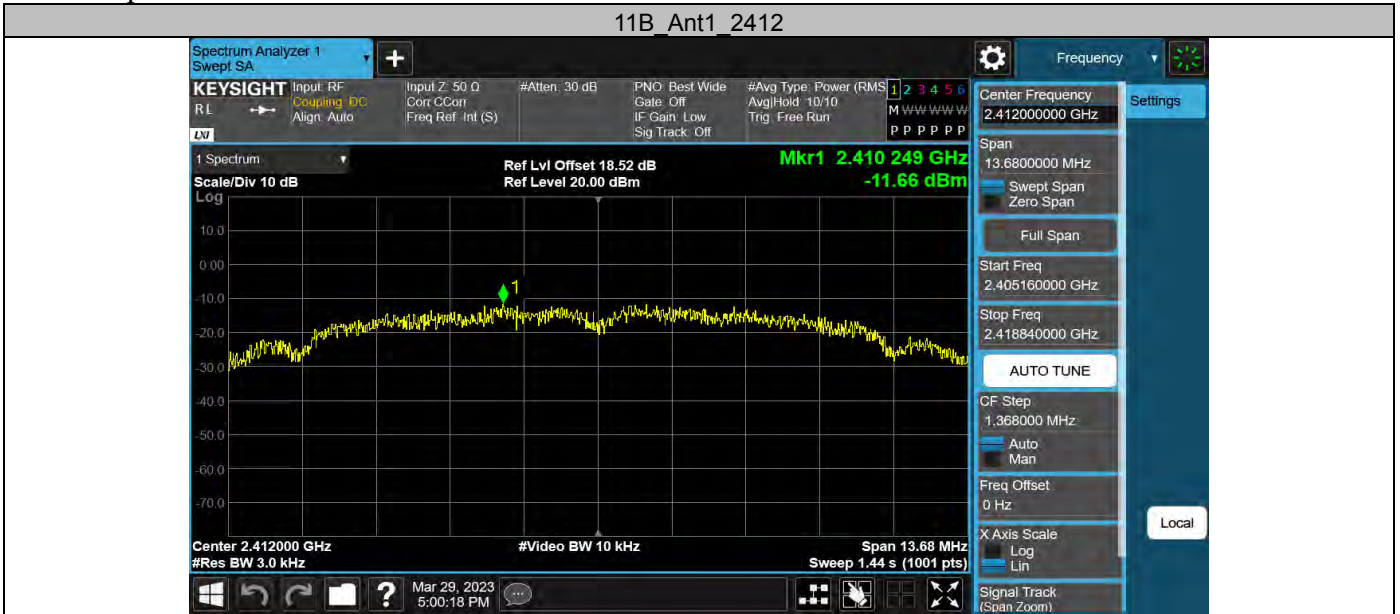 11B_Ant1_2412
Spectrum Analyzer 1
Swept SA
+
Frequency
KEYSIGHT
RL
LXI
Input: RF
Coupling: DC
Align: Auto
Input Z: 50 Ω
Corr CCorr
Freq Ref: Int (S)
#Atten: 30 dB
PNO: Best Wide
Gate: Off
IF Gain: Low
Sig Track: Off
#Avg Type: Power (RMS
Avg|Hold: 10/10
Trig: Free Run
1 2 3 4 5 6
M W W W W W
P P P P P P
1 Spectrum
Scale/Div 10 dB
Ref Lvl Offset 18.52 dB
Ref Level 20.00 dBm
Mkr1 2.410 249 GHz
-11.66 dBm
Log
10.0
0.00
-10.0
-20.0
-30.0
-40.0
-50.0
-60.0
-70.0
1
Center 2.412000 GHz
#Res BW 3.0 kHz
#Video BW 10 kHz
Span 13.68 MHz
Sweep 1.44 s (1001 pts)
Center Frequency
2.412000000 GHz
Span
13.6800000 MHz
Swept Span
Zero Span
Full Span
Start Freq
2.405160000 GHz
Stop Freq
2.418840000 GHz
AUTO TUNE
CF Step
1.368000 MHz
Auto
Man
Freq Offset
0 Hz
X Axis Scale
Log
Lin
Signal Track
(Span Zoom)
Settings
Local
?
Mar 29, 2023
5:00:18 PM